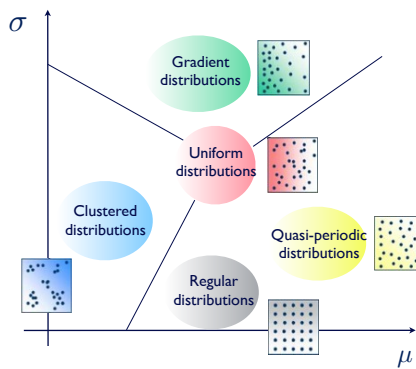 σ
Gradient
distributions
Uniform
distributions
Clustered
distributions
Quasi-periodic
distributions
Regular
distributions
μ